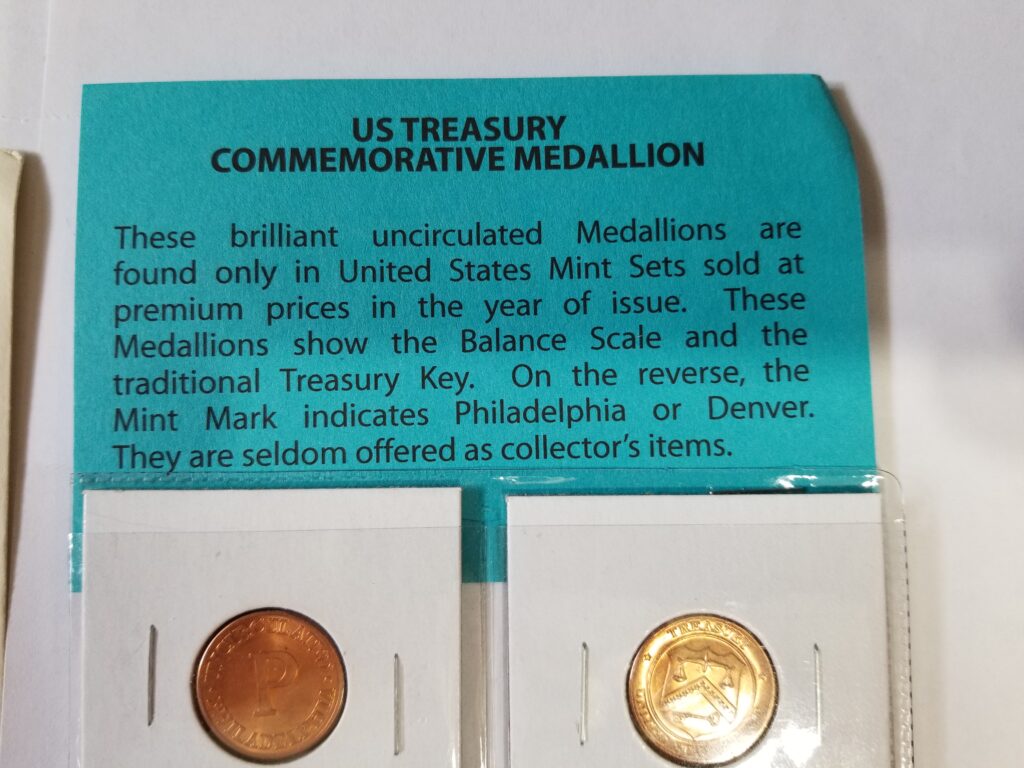 US TREASURY
COMMEMORATIVE MEDALLION
These brilliant uncirculated Medallions are
found only in United States Mint Sets sold at
premium prices in the year of issue. These
Medallions show the Balance Scale and the
traditional Treasury Key. On the reverse, the
Mint Mark indicates Philadelphia or Denver.
They are seldom offered as collector's items.
P
TREASURY